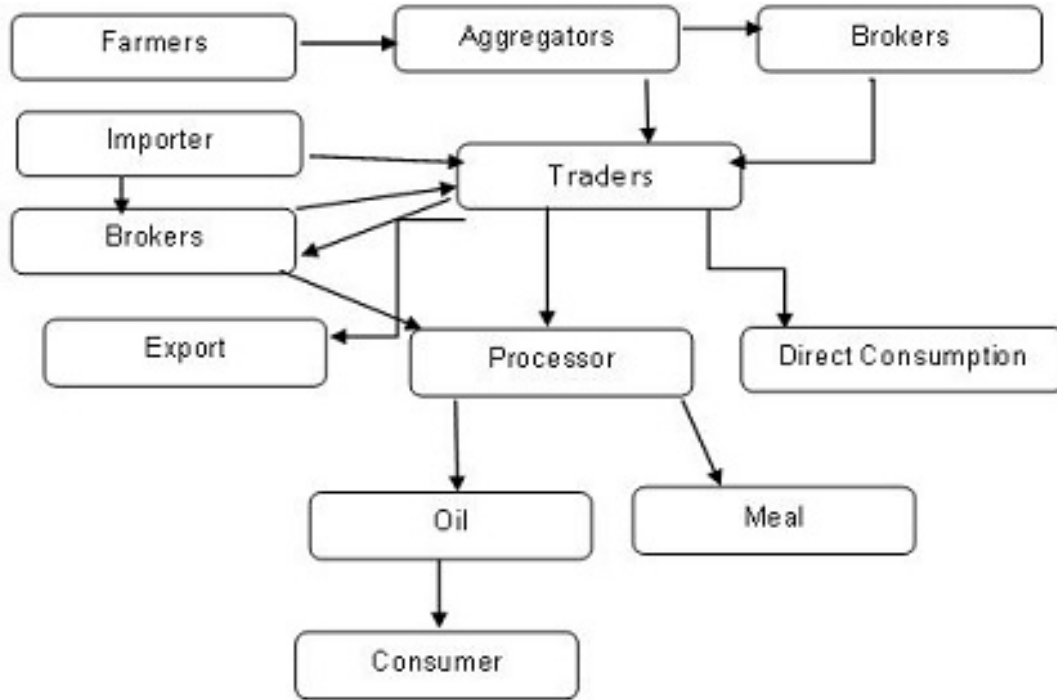 Farmers
Aggregators
Brokers
Importer
Traders
Brokers
Export
Processor
Direct Consumption
Oil
Meal
Consumer